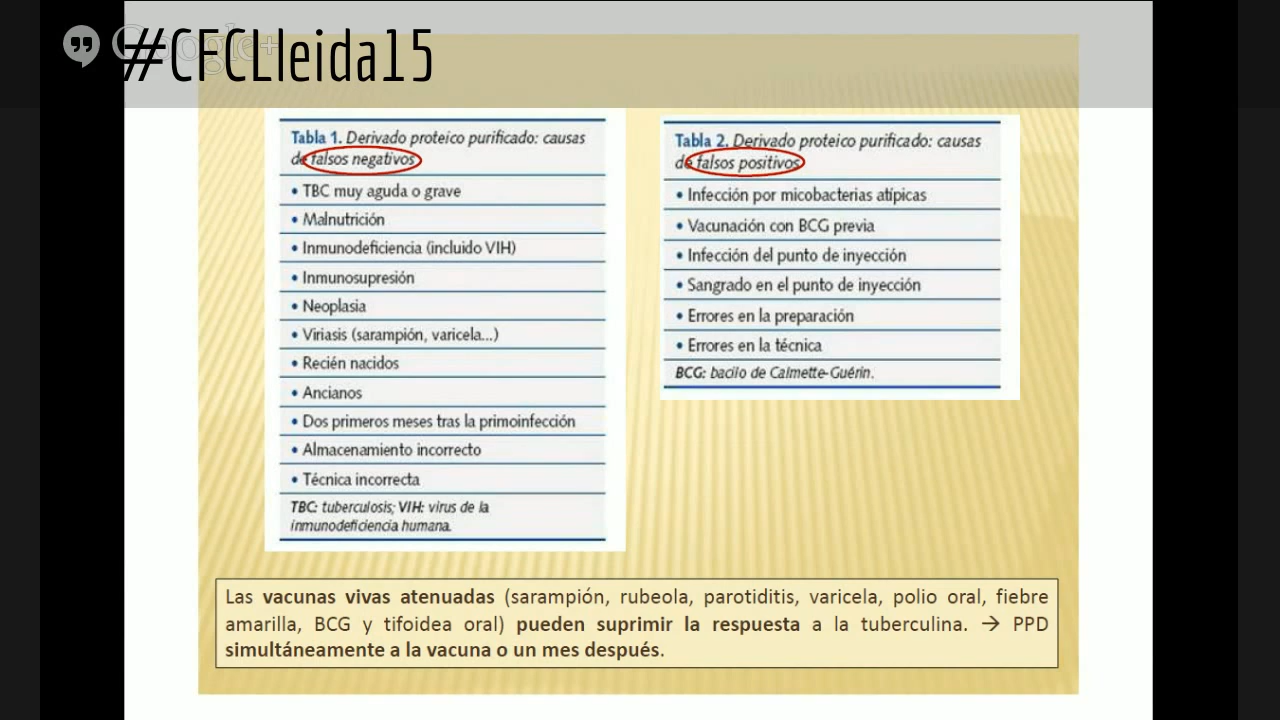 Google+
#CFCLleida15
Tabla 1. Derivado proteico purificado: causas
de falsos negativos
• TBC muy aguda o grave
• Malnutrición
• Inmunodeficiencia (incluido VIH)
• Inmunosupresión
• Neoplasia
• Viriasis (sarampión, varicela...)
• Recién nacidos
• Ancianos
• Dos primeros meses tras la primoinfección
• Almacenamiento incorrecto
• Técnica incorrecta
TBC: tuberculosis; VIH: virus de la
inmunodeficiencia humana.
Tabla 2. Derivado proteico purificado: causas
de falsos positivos
• Infección por micobacterias atípicas
• Vacunación con BCG previa
• Infección del punto de inyección
• Sangrado en el punto de inyección
• Errores en la preparación
• Errores en la técnica
BCG: bacilo de Calmette-Guérin.
Las vacunas vivas atenuadas (sarampión, rubeola, parotiditis, varicela, polio oral, fiebre
amarilla, BCG y tifoidea oral) pueden suprimir la respuesta a la tuberculina. → PPD
simultáneamente a la vacuna o un mes después.